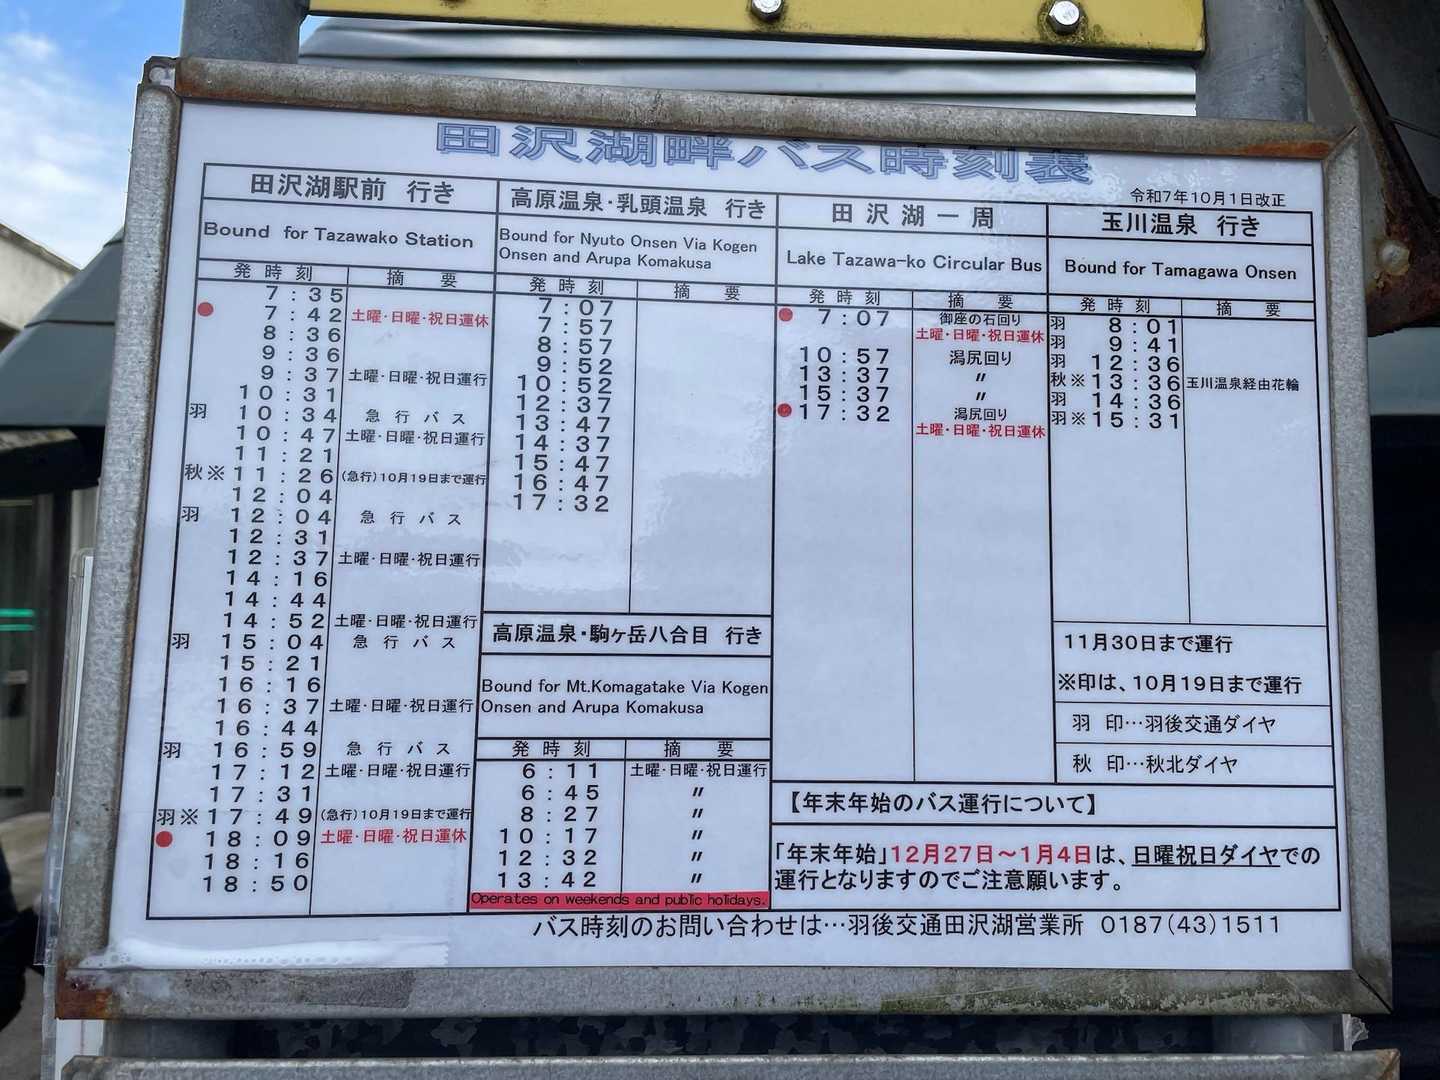 田沢湖畔バス時刻表
令和7年10月1日改正
田沢湖駅前 行き
Bound for Tazawako Station
発時刻 摘要
7:35
● 7:42 土曜・日曜・祝日運休
8:36
9:36
9:37 土曜・日曜・祝日運行
10:31
羽 10:34 急行バス
10:47 土曜・日曜・祝日運行
11:21
秋※11:26 (急行)10月19日まで運行
12:04
羽 12:04 急行バス
12:31
12:37 土曜・日曜・祝日運行
14:16
14:44
14:52 土曜・日曜・祝日運行
羽 15:04 急行バス
15:21
16:16
16:37 土曜・日曜・祝日運行
16:44
羽 16:59 急行バス
17:12 土曜・日曜・祝日運行
17:31
羽※17:49 (急行)10月19日まで運行
● 18:09 土曜・日曜・祝日運休
18:16
18:50
高原温泉・乳頭温泉 行き
Bound for Nyuto Onsen Via Kogen
Onsen and Arupa Komakusa
発時刻 摘要
7:07
7:57
8:57
9:52
10:52
12:37
13:47
14:37
15:47
16:47
17:32
高原温泉・駒ヶ岳八合目 行き
Bound for Mt.Komagatake Via Kogen
Onsen and Arupa Komakusa
発時刻 摘要
6:11 土曜・日曜・祝日運行
6:45 〃
8:27 〃
10:17 〃
12:32 〃
13:42 〃
Operates on weekends and public holidays.
田沢湖一周
Lake Tazawa-ko Circular Bus
発時刻 摘要
● 7:07 御座の石回り
土曜・日曜・祝日運休
10:57 潟尻回り
13:37 〃
15:37 〃
● 17:32 潟尻回り
土曜・日曜・祝日運休
玉川温泉 行き
Bound for Tamagawa Onsen
発時刻 摘要
羽 8:01
羽 9:41
羽 12:36
秋※13:36 玉川温泉経由花輪
羽 14:36
羽※15:31
11月30日まで運行
※印は、10月19日まで運行
羽 印…羽後交通ダイヤ
秋 印…秋北ダイヤ
【年末年始のバス運行について】
「年末年始」12月27日～1月4日は、日曜祝日ダイヤでの
運行となりますのでご注意願います。
バス時刻のお問い合わせは…羽後交通田沢湖営業所 0187(43)1511